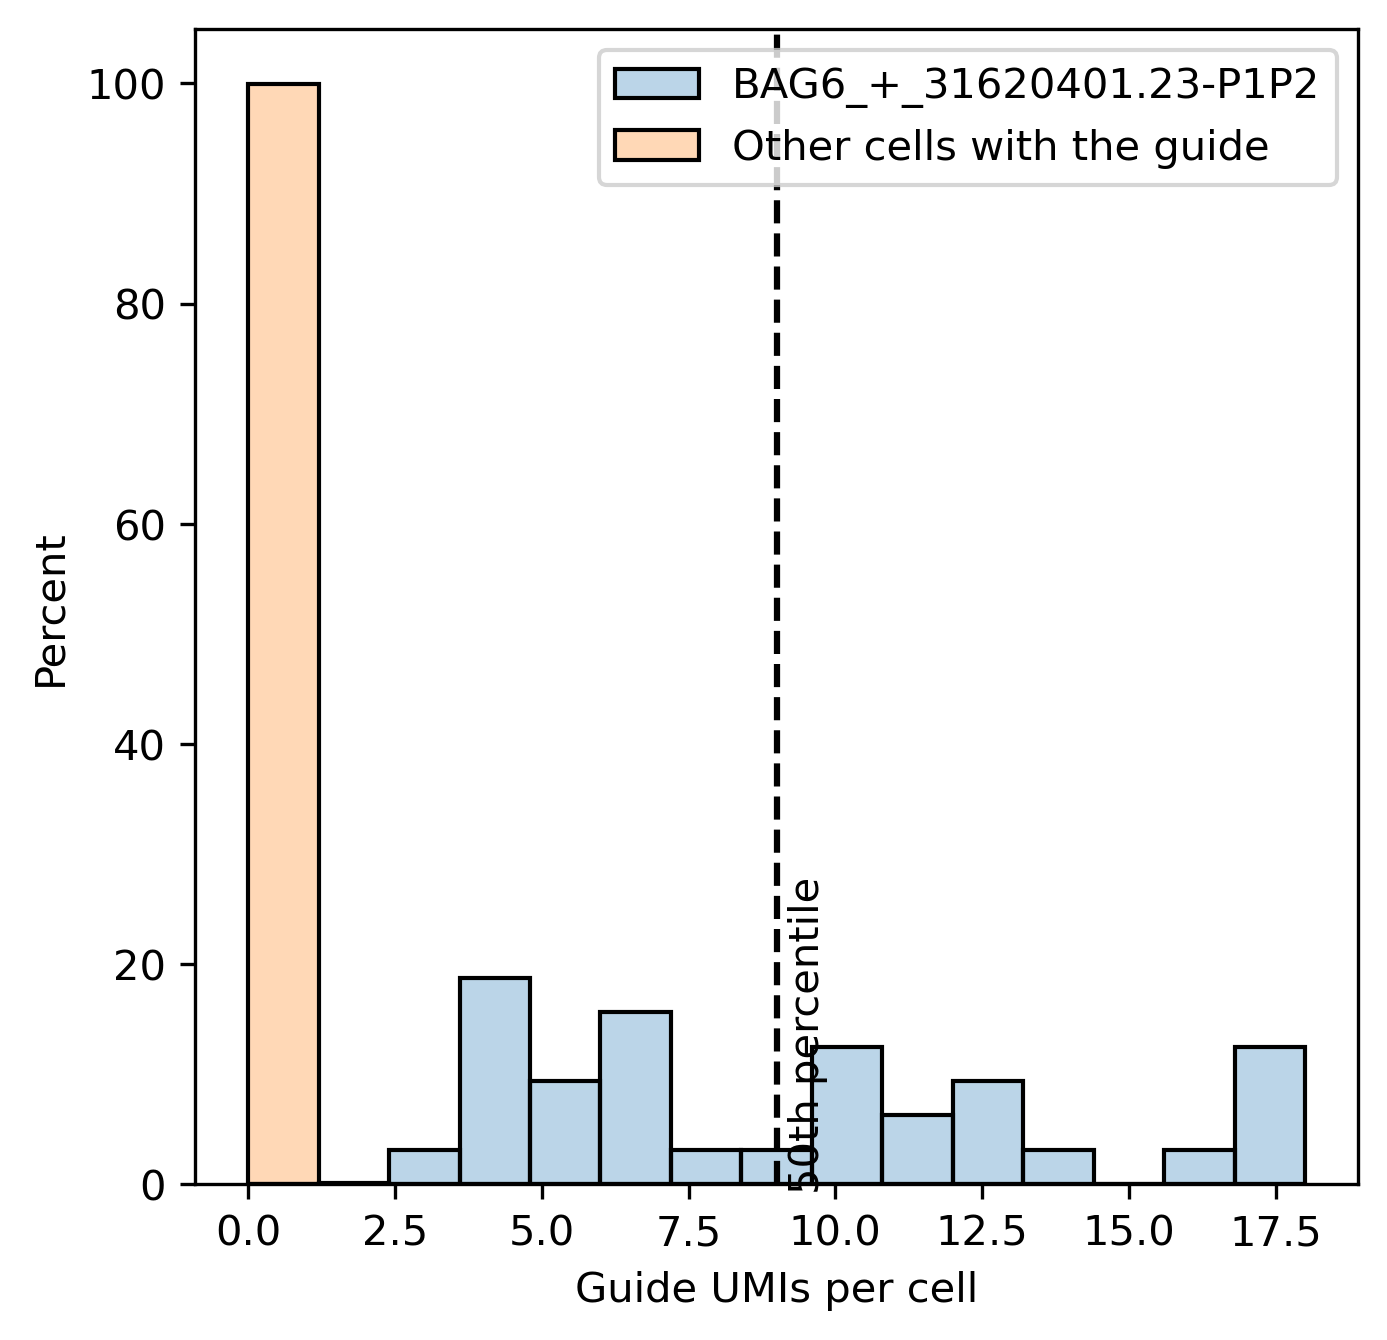 BAG6_+_31620401.23-P1P2
Other cells with the guide
100
80
60
40
20
0
Percent
50th percentile
0.0 2.5 5.0 7.5 10.0 12.5 15.0 17.5
Guide UMIs per cell